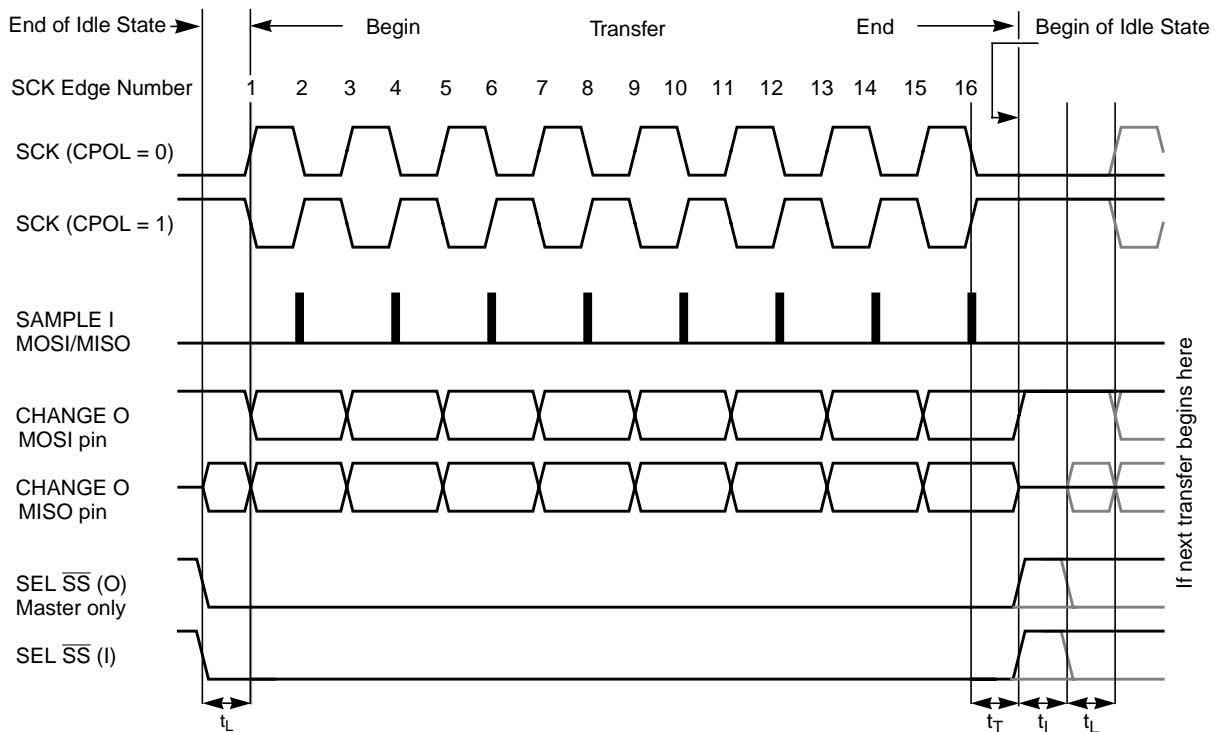 End of Idle State
Begin
Transfer
End
Begin of Idle State
SCK Edge Number
1 2 3 4 5 6 7 8 9 10 11 12 13 14 15 16
SCK (CPOL = 0)
SCK (CPOL = 1)
SAMPLE I
MOSI/MISO
CHANGE O
MOSI pin
CHANGE O
MISO pin
SEL SS (O)
Master only
SEL SS (I)
tL
tT
tI
tL
If next transfer begins here